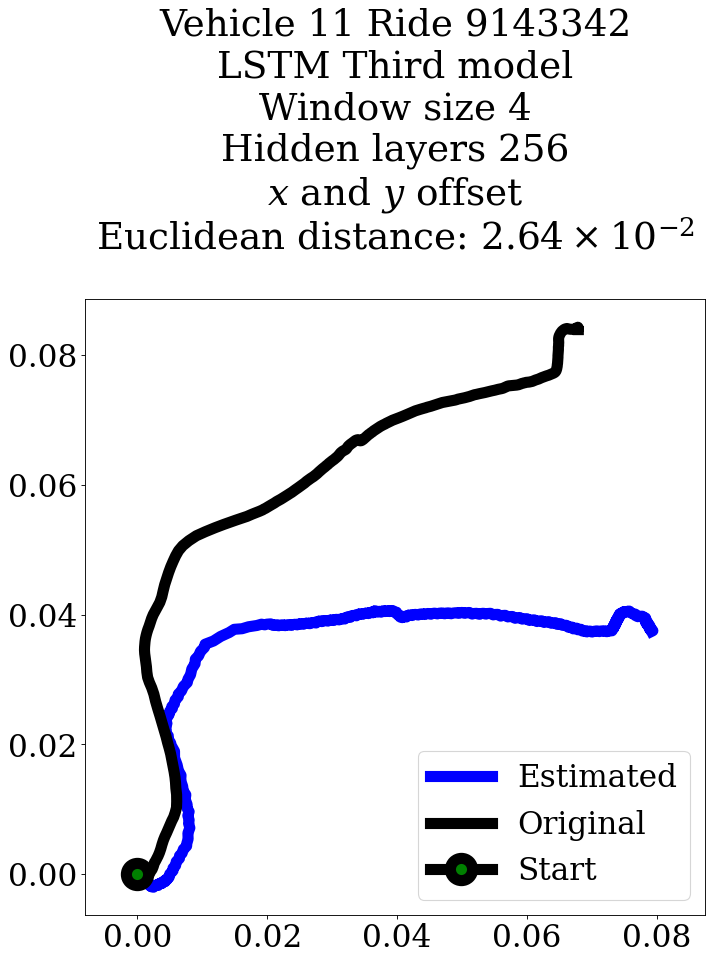 Vehicle 11 Ride 9143342
LSTM Third model
Window size 4
Hidden layers 256
x and y offset
Euclidean distance: 2.64 × 10⁻²
0.08
0.06
0.04
0.02
0.00
Estimated
Original
Start
0.00 0.02 0.04 0.06 0.08